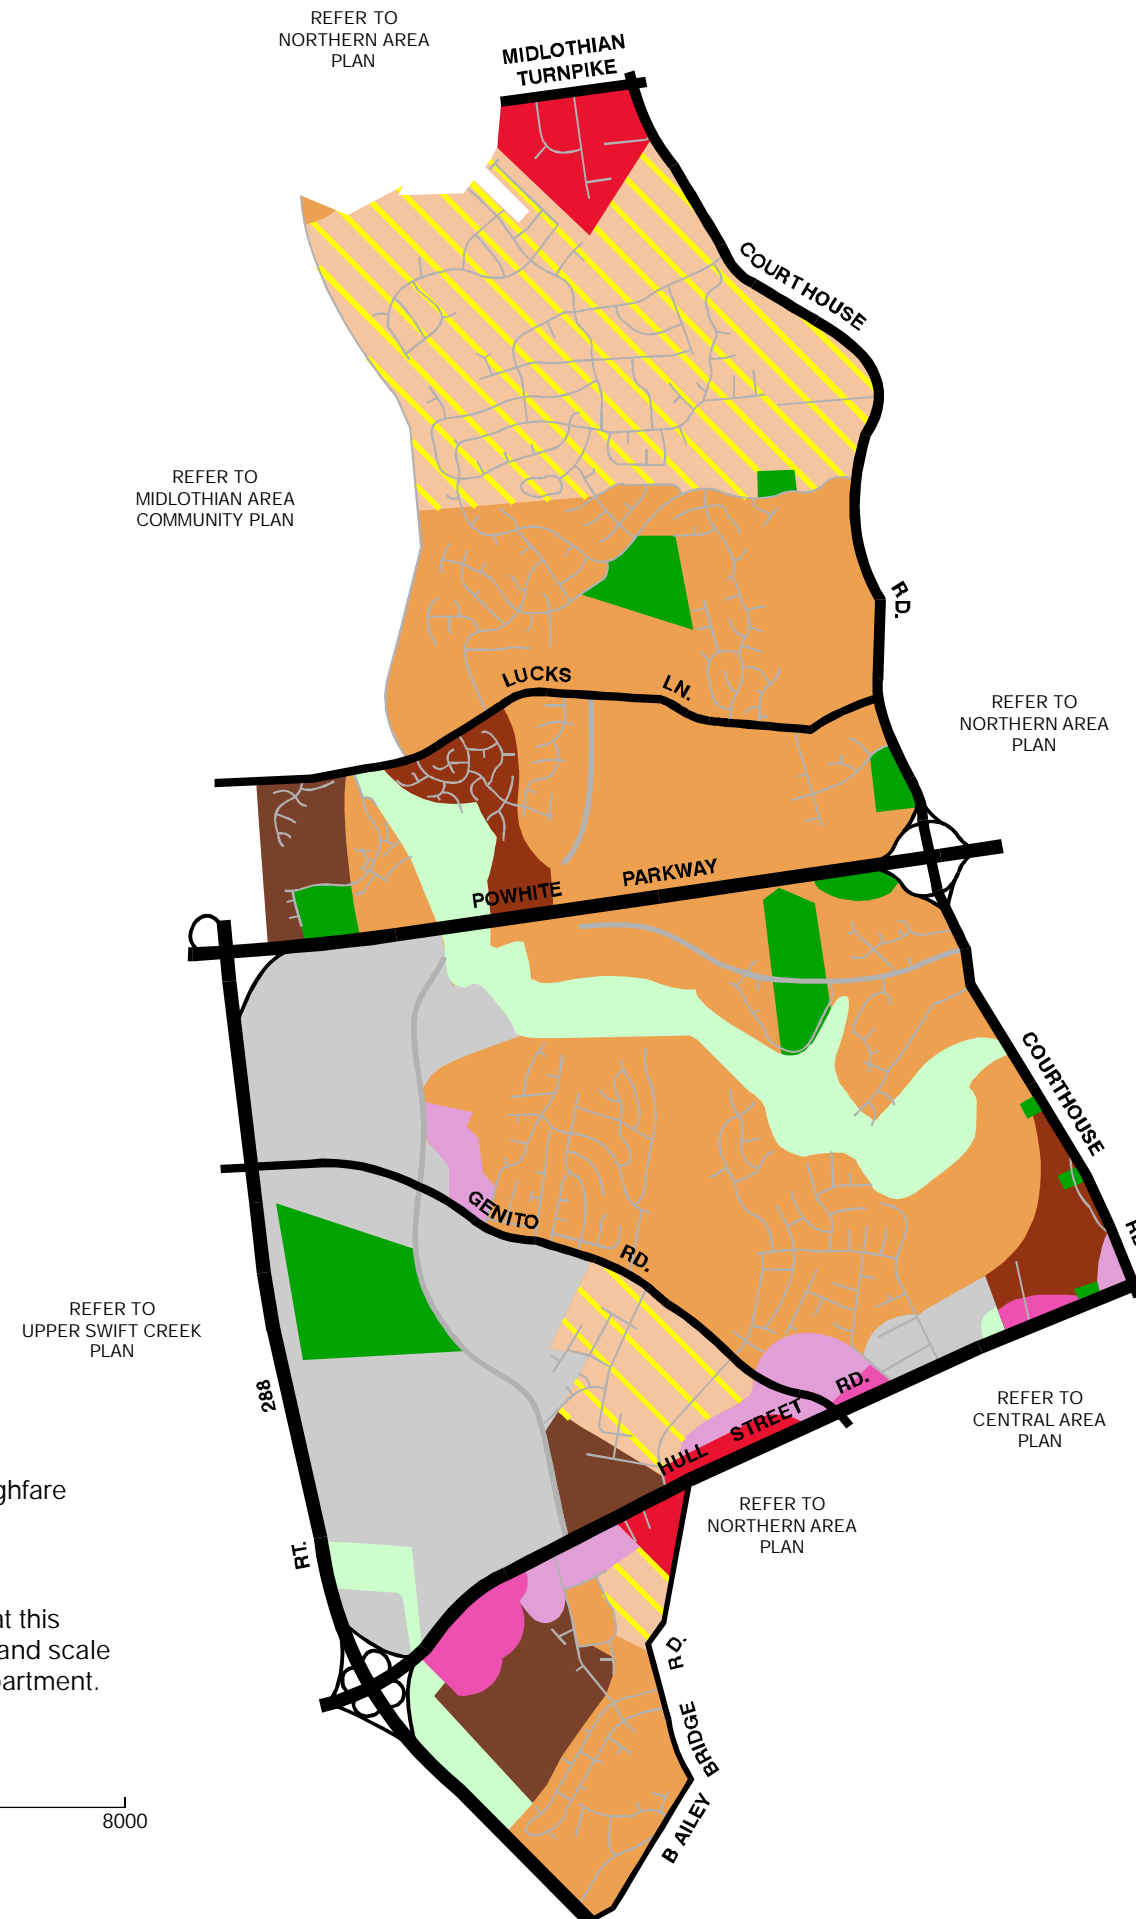 REFER TO
NORTHERN AREA
PLAN
MIDLOTHIAN
TURNPIKE
COURTHOUSE
REFER TO
MIDLOTHIAN AREA
COMMUNITY PLAN
RD.
LUCKS
LN.
REFER TO
NORTHERN AREA
PLAN
POWHITE
PARKWAY
COURTHOUSE
GENITO
RD.
REFER TO
UPPER SWIFT CREEK
PLAN
288
RT.
HULL
STREET
RD.
REFER TO
CENTRAL AREA
PLAN
REFER TO
NORTHERN AREA
PLAN
ghfare
at this
and scale
artment.
RD.
BRIDGE
BAILEY
8000